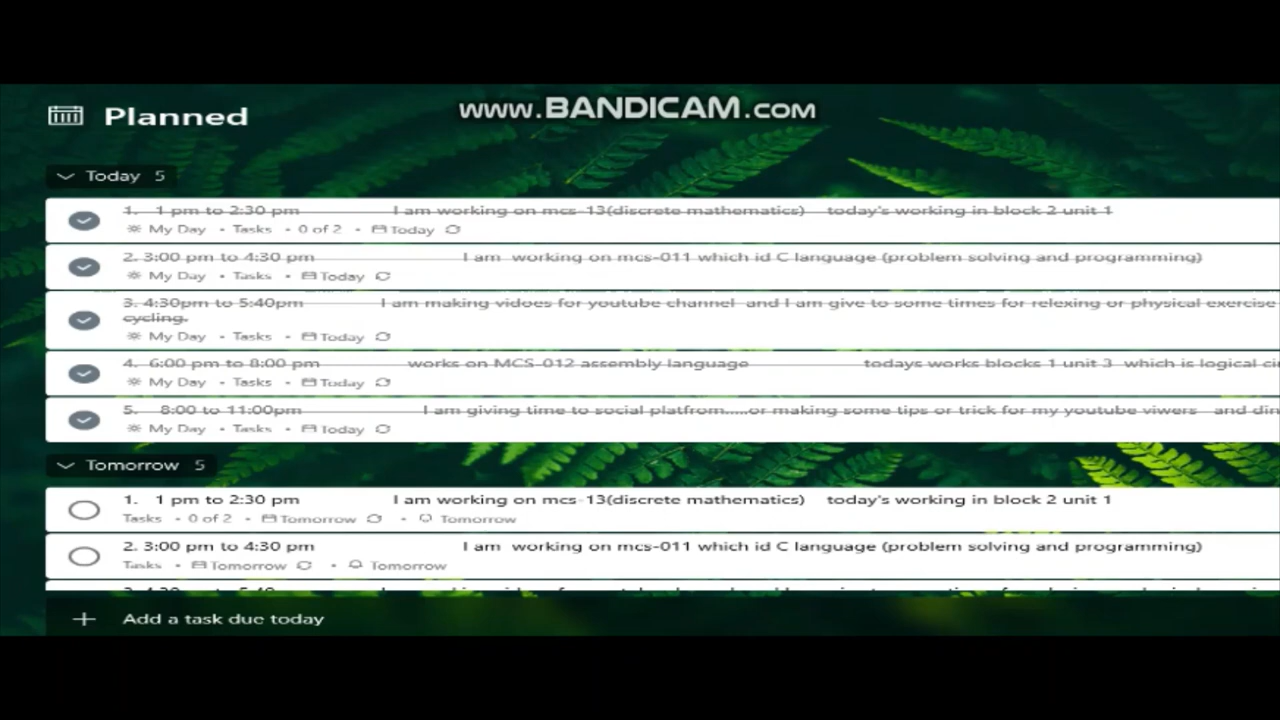 www.BANDICAM.com
Planned
Today 5
1. 1 pm to 2:30 pm I am working on mcs-13(discrete mathematics) today's working in block 2 unit 1
My Day • Tasks • 0 of 2 • Today
2. 3:00 pm to 4:30 pm I am working on mcs-011 which id C language (problem solving and programming)
My Day • Tasks • Today
3. 4:30pm to 5:40pm I am making vidoes for youtube channel and I am give to some times for relexing or physical exercise
cycling.
My Day • Tasks • Today
4. 6:00 pm to 8:00 pm works on MCS-012 assembly language todays works blocks 1 unit 3 which is logical
My Day • Tasks • Today
5. 8:00 to 11:00pm I am giving time to social platfrom.....or making some tips or trick for my youtube viwers and
My Day • Tasks • Today
Tomorrow 5
1. 1 pm to 2:30 pm I am working on mcs-13(discrete mathematics) today's working in block 2 unit 1
Tasks • 0 of 2 • Tomorrow • Tomorrow
2. 3:00 pm to 4:30 pm I am working on mcs-011 which id C language (problem solving and programming)
Tasks • Tomorrow • Tomorrow
Add a task due today